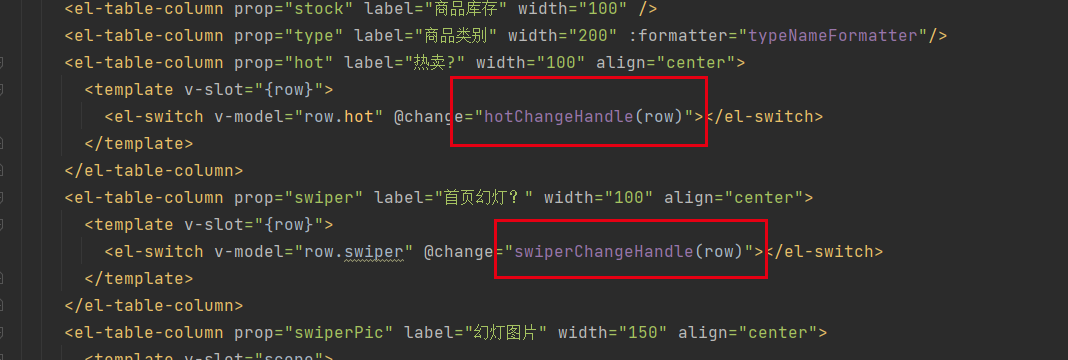 <el-table-column prop="stock" label="商品库存" width="100" />
<el-table-column prop="type" label="商品类别" width="200" :formatter="typeNameFormatter"/>
<el-table-column prop="hot" label="热卖?" width="100" align="center">
<template v-slot="{row}">
<el-switch v-model="row.hot" @change="hotChangeHandle(row)"></el-switch>
</template>
</el-table-column>
<el-table-column prop="swiper" label="首页幻灯？" width="100" align="center">
<template v-slot="{row}">
<el-switch v-model="row.swiper" @change="swiperChangeHandle(row)"></el-switch>
</template>
</el-table-column>
<el-table-column prop="swiperPic" label="幻灯图片" width="150" align="center">
<template v-slot="scope">